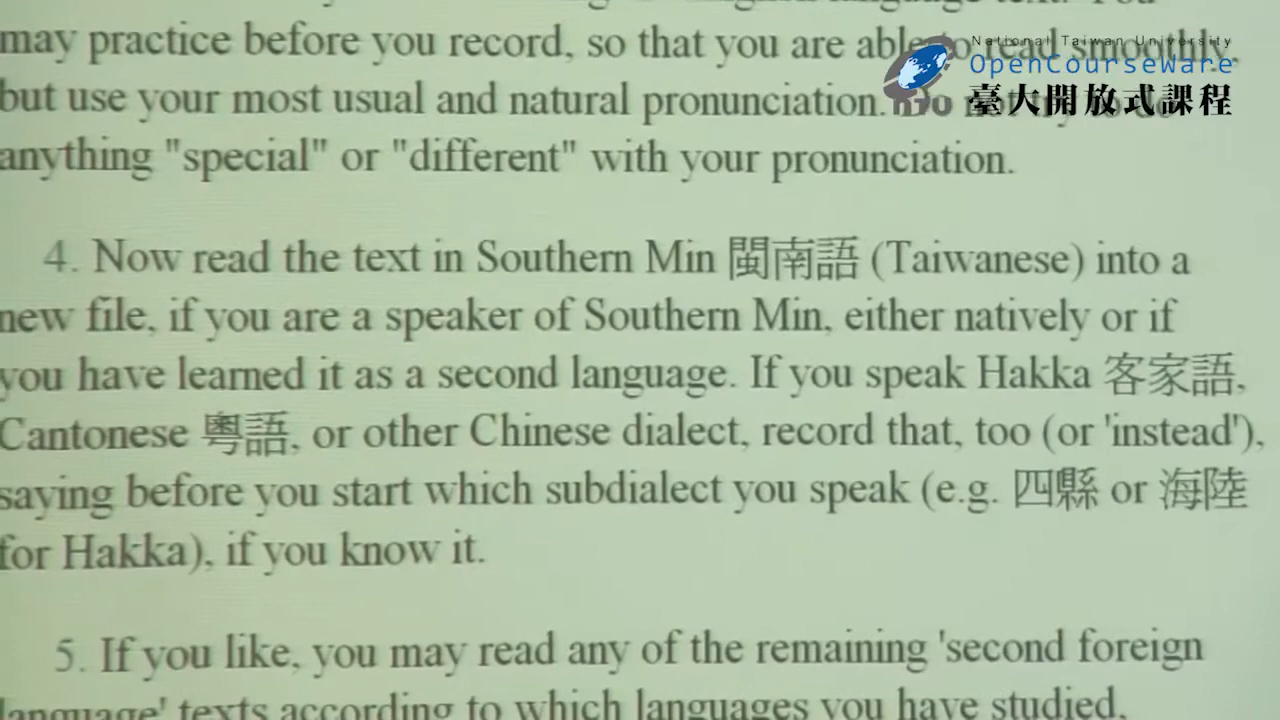 may practice before you record, so that you are able to read smoothly,
but use your most usual and natural pronunciation. Do not try to do
anything "special" or "different" with your pronunciation.
4. Now read the text in Southern Min 閩南語 (Taiwanese) into a
new file, if you are a speaker of Southern Min, either natively or if
you have learned it as a second language. If you speak Hakka 客家語,
Cantonese 粵語, or other Chinese dialect, record that, too (or 'instead'),
saying before you start which subdialect you speak (e.g. 四縣 or 海陸
for Hakka), if you know it.
5. If you like, you may read any of the remaining 'second foreign
language' texts according to which languages you have studied.
National Taiwan University
OpenCourseWare
臺大開放式課程